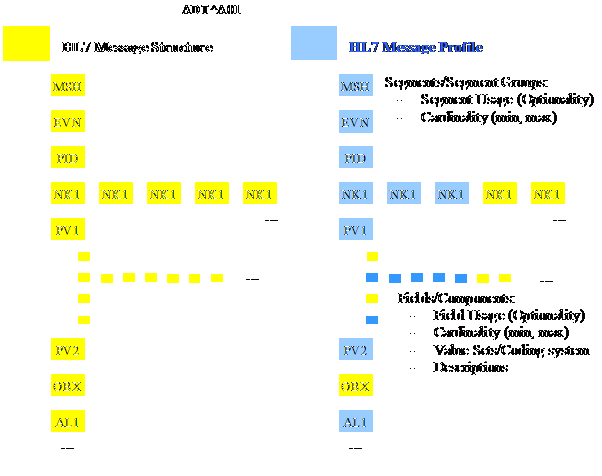 ADT^A01
HL7 Message Structure
HL7 Message Profile
MSH
EVN
PID
NK1 NK1 NK1 NK1 NK1
...
PV1
...
PV2
OBX
AL1
...
MSH
Segments/Segment Groups:
Segment Usage (Optionality)
EVN
Cardinality (min, max)
PID
NK1 NK1 NK1 NK1 NK1
...
PV1
...
Fields/Components:
Field Usage (Optionality)
Cardinality (min, max)
PV2
Value Sets/Coding system
Descriptions
OBX
AL1
...